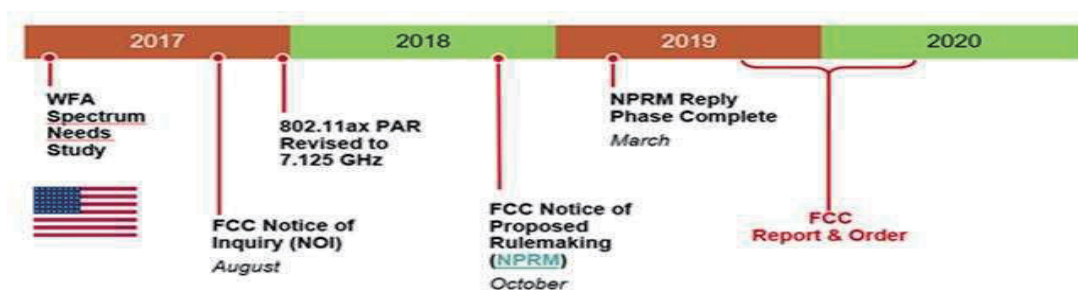 2017 2018 2019 2020
WFA
Spectrum
Needs
Study
802.11ax PAR
Revised to
7.125 GHz
NPRM Reply
Phase Complete
March
FCC Notice of
Inquiry (NOI)
August
FCC Notice of
Proposed
Rulemaking
(NPRM)
October
FCC
Report & Order